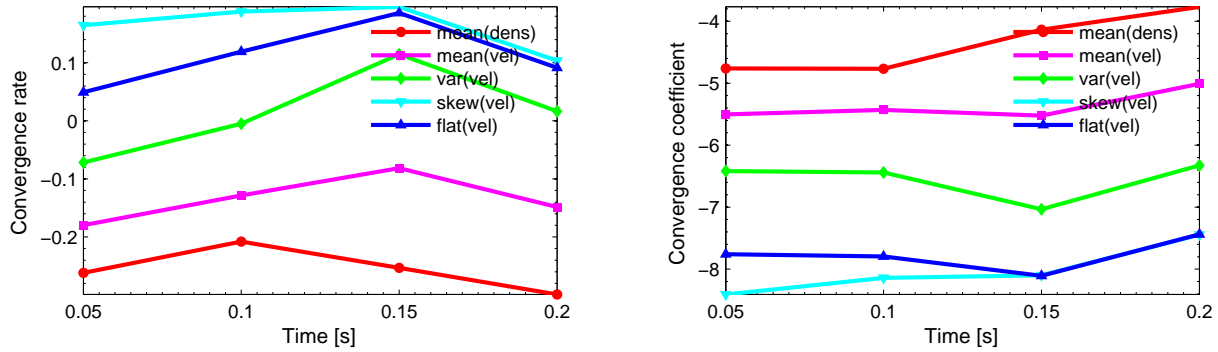 Convergence rate
0.1
0
−0.1
−0.2
0.05
0.1
0.15
0.2
Time [s]
mean(dens)
mean(vel)
var(vel)
skew(vel)
flat(vel)
Convergence coefficient
−4
−5
−6
−7
−8
0.05
0.1
0.15
0.2
Time [s]
mean(dens)
mean(vel)
var(vel)
skew(vel)
flat(vel)